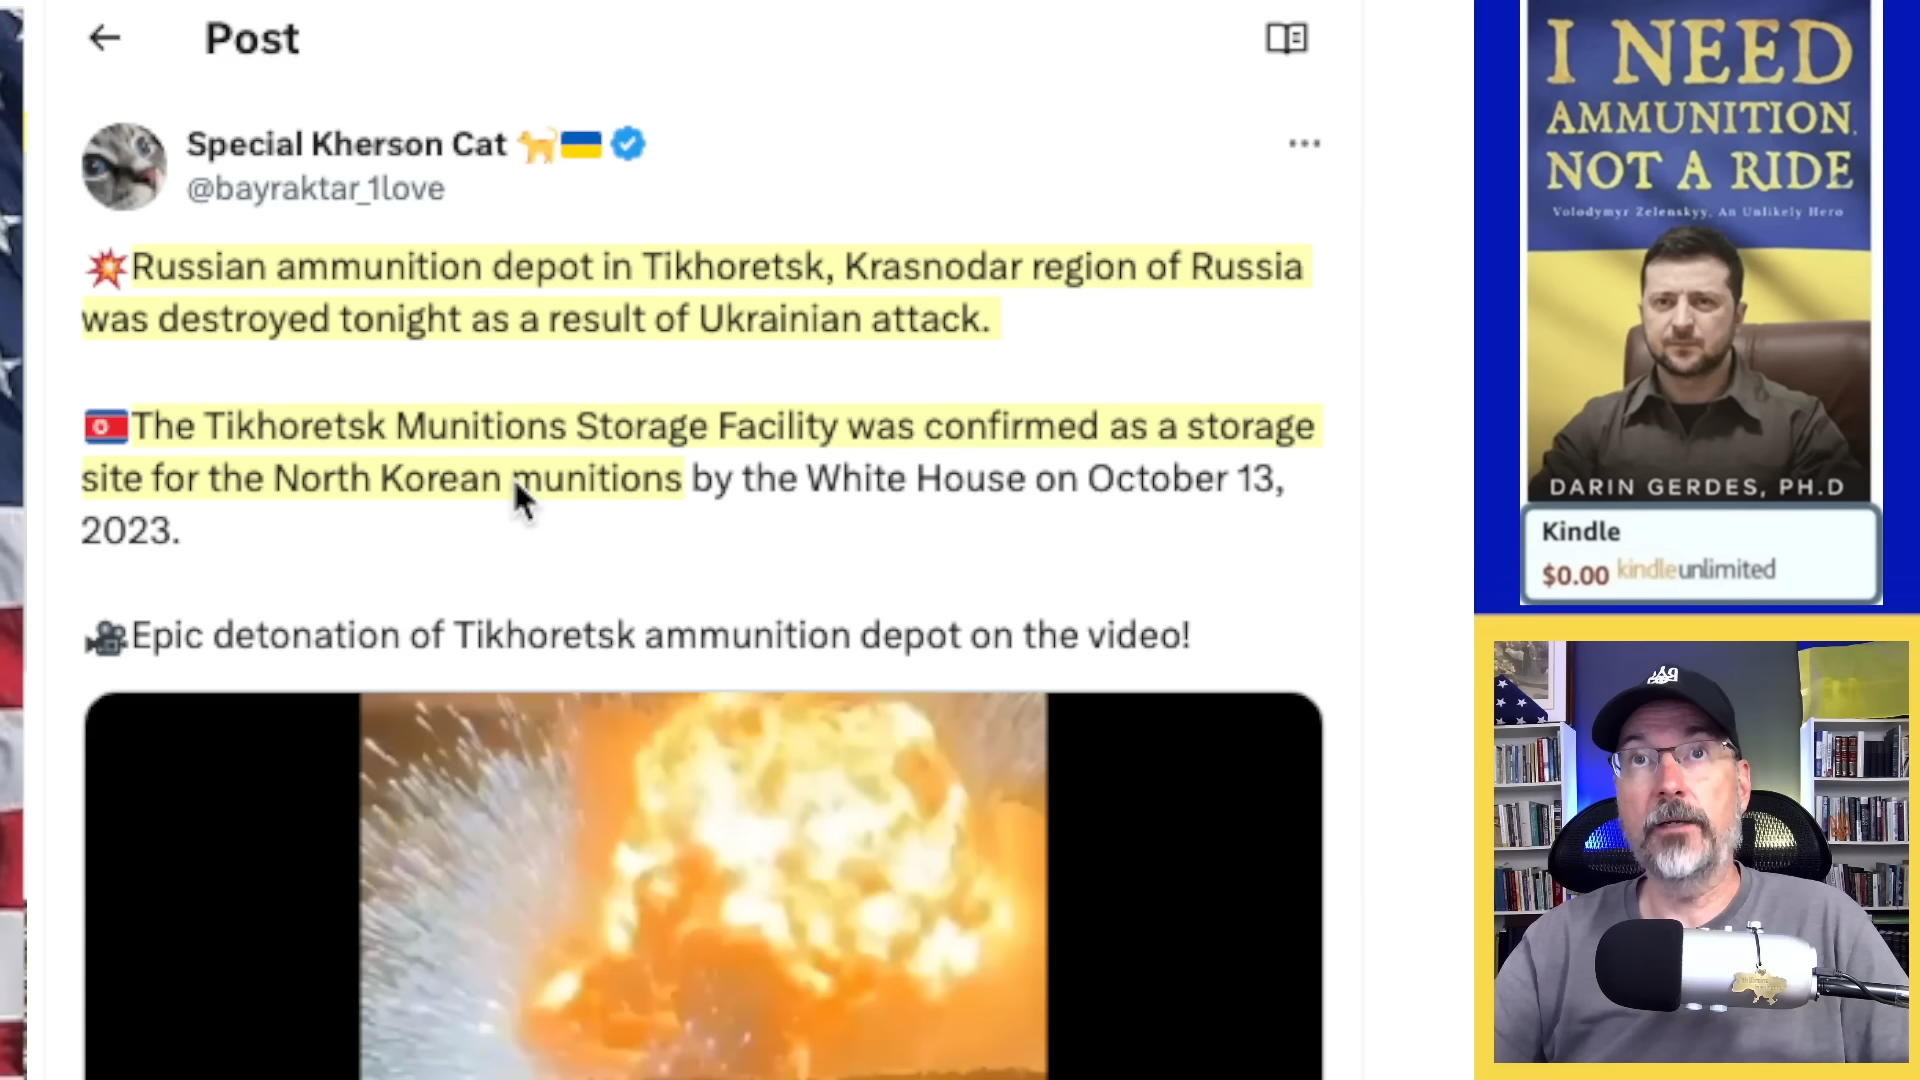 Post
Special Kherson Cat
@bayraktar_1love
Russian ammunition depot in Tikhoretsk, Krasnodar region of Russia
was destroyed tonight as a result of Ukrainian attack.
The Tikhoretsk Munitions Storage Facility was confirmed as a storage
site for the North Korean munitions by the White House on October 13,
2023.
Epic detonation of Tikhoretsk ammunition depot on the video!
I NEED
AMMUNITION,
NOT A RIDE
Volodymyr Zelenskyy, An Unlikely Hero
DARIN GERDES, PH.D
Kindle
$0.00 kindleunlimited